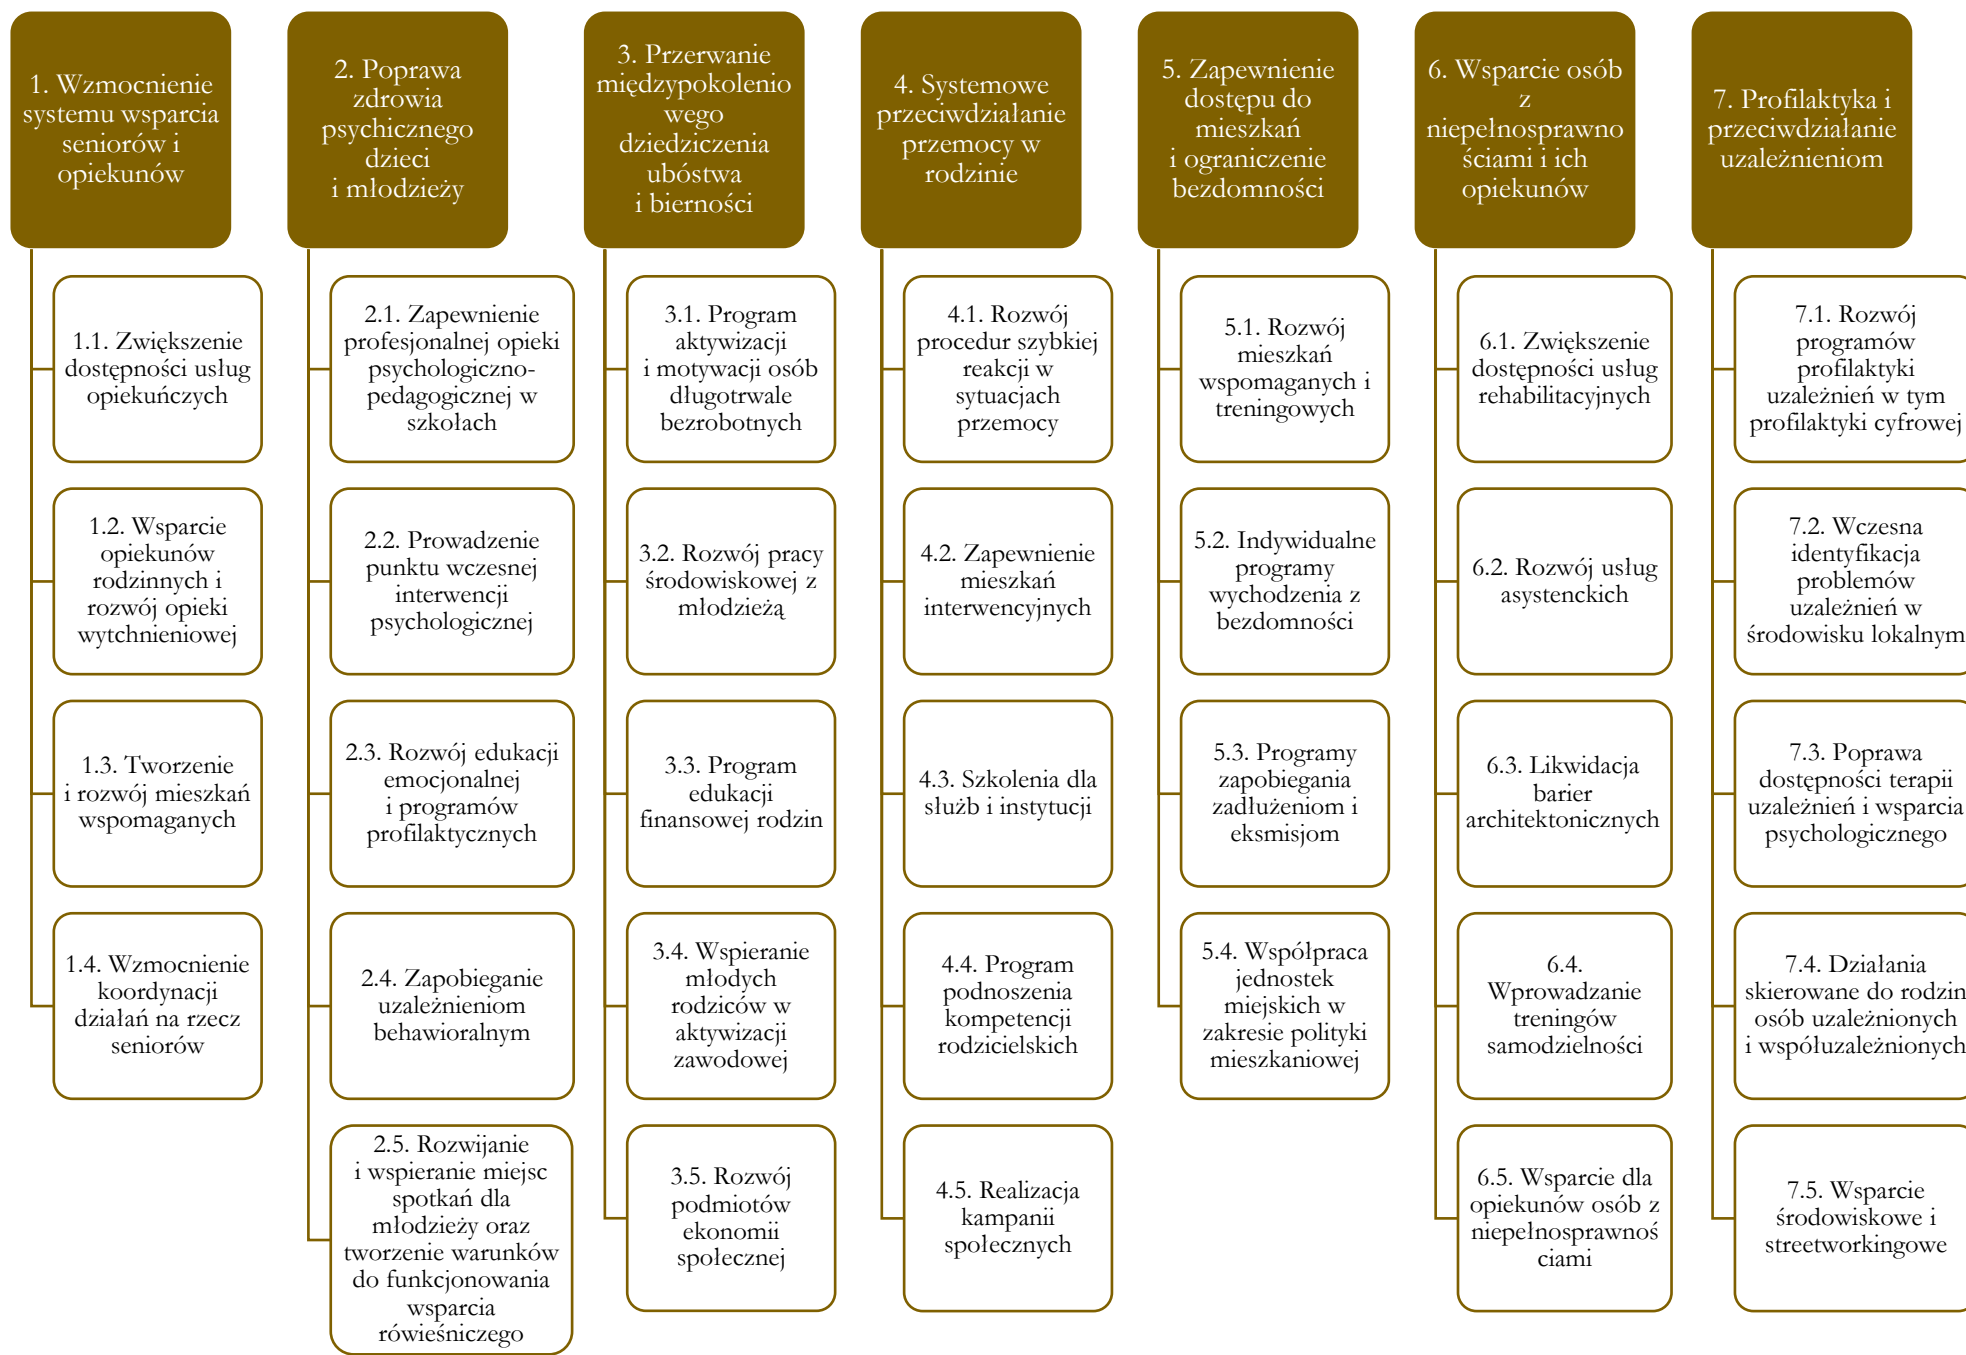 1. Wzmocnienie
systemu wsparcia
seniorów i
opiekunów
1.1. Zwiększenie
dostępności usług
opiekuńczych
1.2. Wsparcie
opiekunów
rodzinnych i
rozwój opieki
wytchnieniowej
1.3. Tworzenie
i rozwój mieszkań
wspomaganych
1.4. Wzmocnienie
koordynacji
działań na rzecz
seniorów
2. Poprawa
zdrowia
psychicznego
dzieci
i młodzieży
2.1. Zapewnienie
profesjonalnej opieki
psychologiczno-
pedagogicznej w
szkołach
2.2. Prowadzenie
punktu wczesnej
interwencji
psychologicznej
2.3. Rozwój edukacji
emocjonalnej
i programów
profilaktycznych
2.4. Zapobieganie
uzależnieniom
behawioralnym
2.5. Rozwijanie
i wspieranie miejsc
spotkań dla
młodzieży oraz
tworzenie warunków
do funkcjonowania
wsparcia
rówieśniczego
3. Przerwanie
międzypokolenio
wego
dziedziczenia
ubóstwa
i bierności
3.1. Program
aktywizacji
i motywacji osób
długotrwale
bezrobotnych
3.2. Rozwój pracy
środowiskowej z
młodzieżą
3.3. Program
edukacji
finansowej rodzin
3.4. Wspieranie
młodych
rodziców w
aktywizacji
zawodowej
3.5. Rozwój
podmiotów
ekonomii
społecznej
4. Systemowe
przeciwdziałanie
przemocy w
rodzinie
4.1. Rozwój
procedur szybkiej
reakcji w
sytuacjach
przemocy
4.2. Zapewnienie
mieszkań
interwencyjnych
4.3. Szkolenia dla
służb i instytucji
4.4. Program
podnoszenia
kompetencji
rodzicielskich
4.5. Realizacja
kampanii
społecznych
5. Zapewnienie
dostępu do
mieszkań
i ograniczenie
bezdomności
5.1. Rozwój
mieszkań
wspomaganych i
treningowych
5.2. Indywidualne
programy
wychodzenia z
bezdomności
5.3. Programy
zapobiegania
zadłużeniom i
eksmisjom
5.4. Współpraca
jednostek
miejskich w
zakresie polityki
mieszkaniowej
6. Wsparcie osób
z
niepełnosprawno
ściami i ich
opiekunów
6.1. Zwiększenie
dostępności usług
rehabilitacyjnych
6.2. Rozwój usług
asystenckich
6.3. Likwidacja
barier
architektonicznych
6.4.
Wprowadzanie
treningów
samodzielności
6.5. Wsparcie dla
opiekunów osób z
niepełnosprawnoś
ciami
7. Profilaktyka i
przeciwdziałanie
uzależnieniom
7.1. Rozwój
programów
profilaktyki
uzależnień w tym
profilaktyki cyfrowej
7.2. Wczesna
identyfikacja
problemów
uzależnień w
środowisku lokalnym
7.3. Poprawa
dostępności terapii
uzależnień i wsparcia
psychologicznego
7.4. Działania
skierowane do rodzin
osób uzależnionych
i współuzależnionych
7.5. Wsparcie
środowiskowe i
streetworkingowe